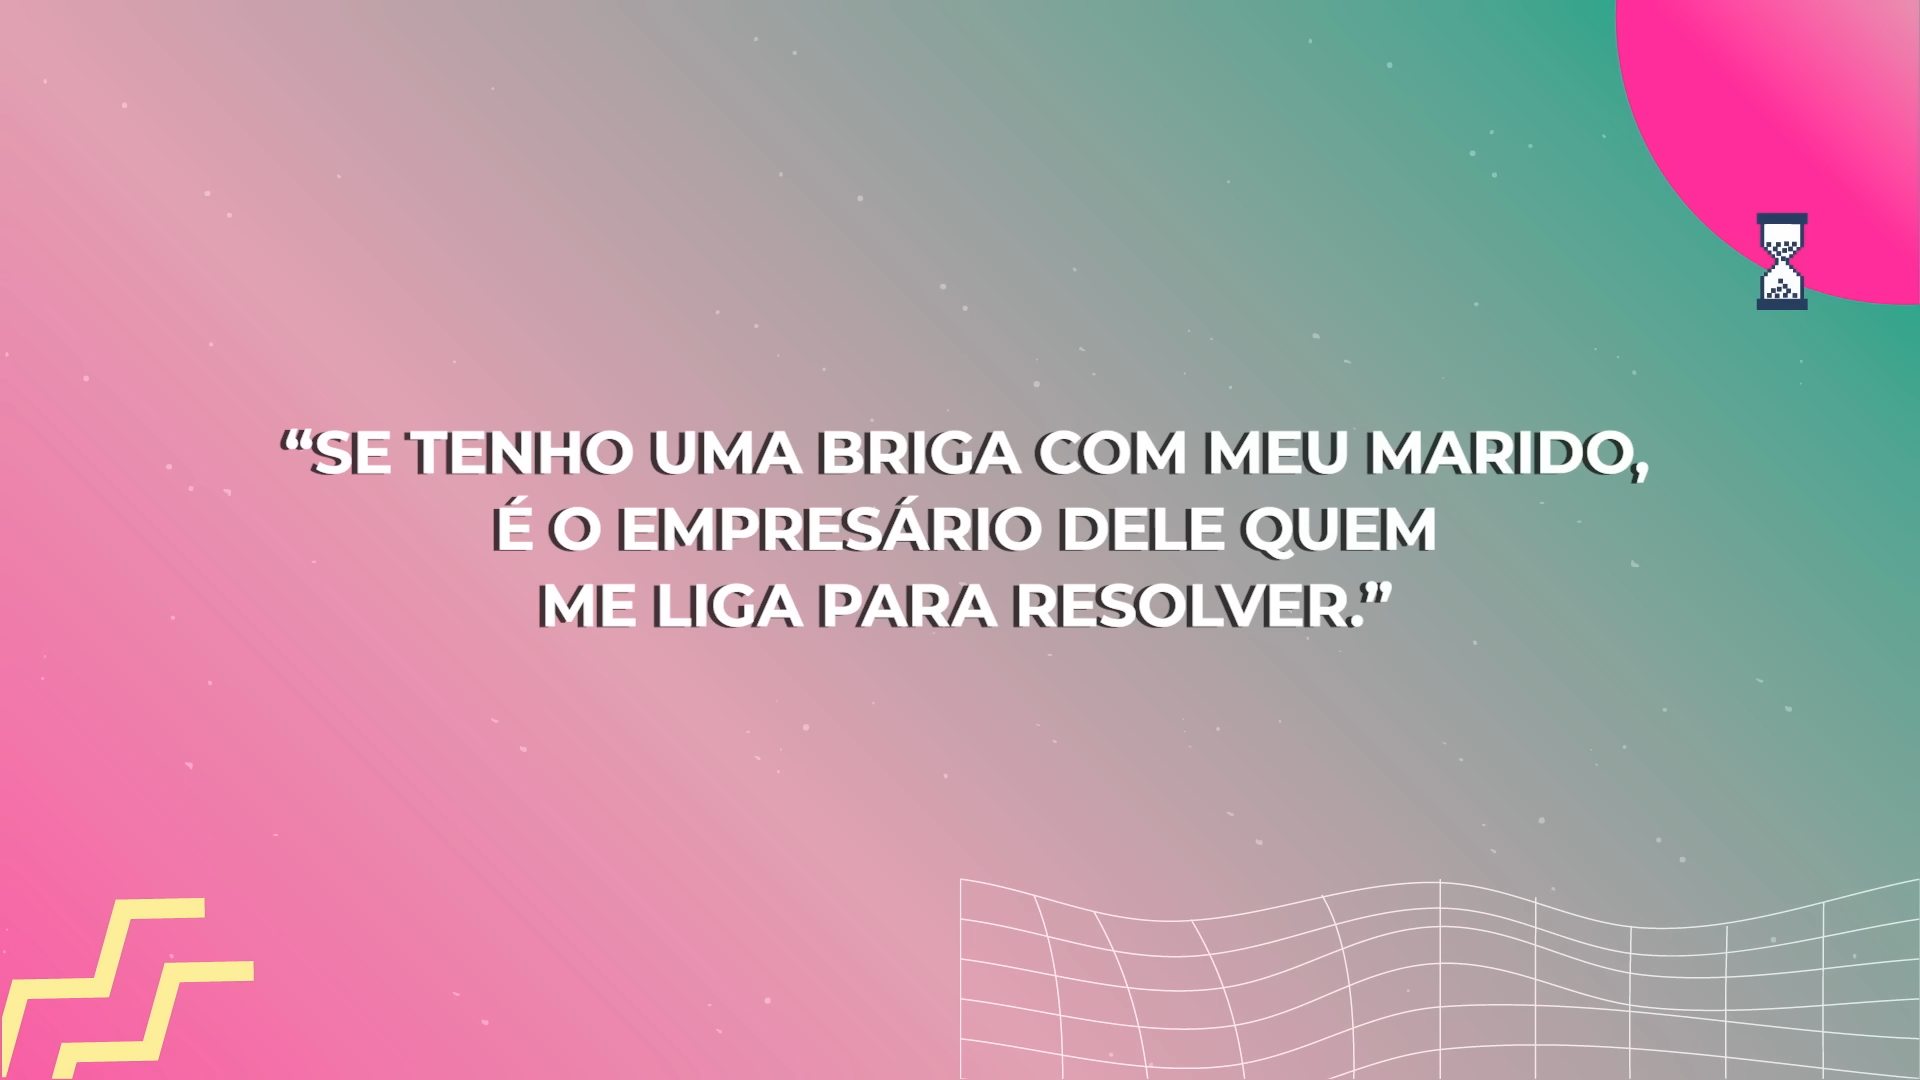 “SE TENHO UMA BRIGA COM MEU MARIDO,
É O EMPRESÁRIO DELE QUEM
ME LIGA PARA RESOLVER.”